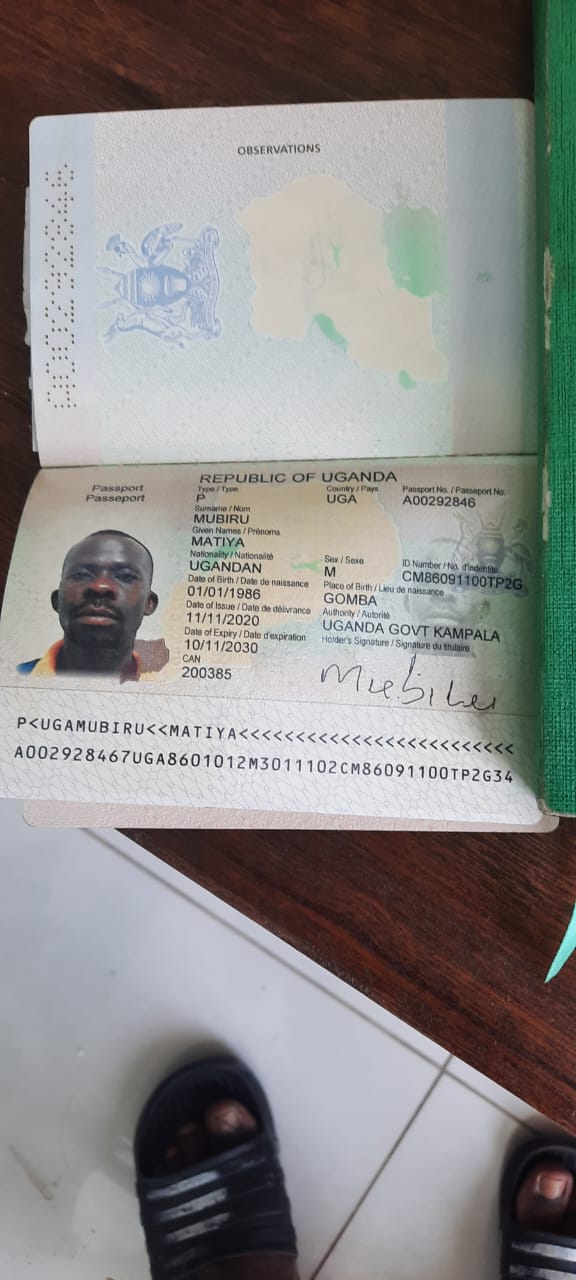 OBSERVATIONS
Passport
Passeport
REPUBLIC OF UGANDA
Type / Type
P
Country / Pays
UGA
Passport No. / Passeport No.
A00292846
Surname / Nom
MUBIRU
Given Names / Prénoms
MATIYA
Nationality / Nationalité
UGANDAN
Sex / Sexe
M
ID Number / No. d'identité
CM86091100TP2G
Date of Birth / Date de naissance
01/01/1986
Place of Birth / Lieu de naissance
GOMBA
Date of Issue / Date de délivrance
11/11/2020
Authority / Autorité
UGANDA GOVT KAMPALA
Date of Expiry / Date d'expiration
10/11/2030
Holder's Signature / Signature du titulaire
CAN
200385
Mubiru
P<UGAMUBIRU<<MATIYA<<<<<<<<<<<<<<<<<<<<<<<<<
A002928467UGA8601012M3011102CM86091100TP2G34